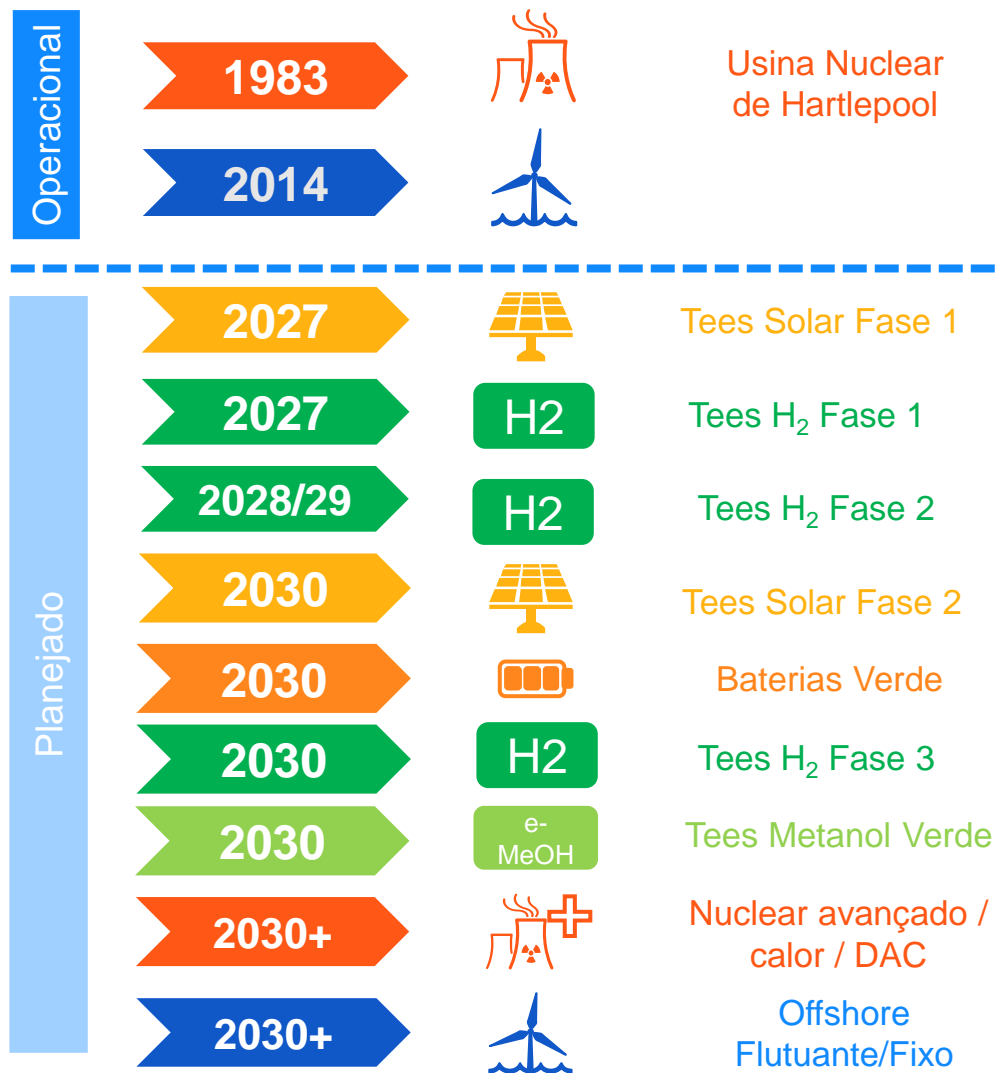 Operacional
1983
Usina Nuclear
de Hartlepool
2014
Planejado
2027
Tees Solar Fase 1
2027
H2
Tees H₂ Fase 1
2028/29
H2
Tees H₂ Fase 2
2030
Tees Solar Fase 2
2030
Baterias Verde
2030
H2
Tees H₂ Fase 3
2030
e-
MeOH
Tees Metanol Verde
2030+
Nuclear avançado /
calor / DAC
2030+
Offshore
Flutuante/Fixo